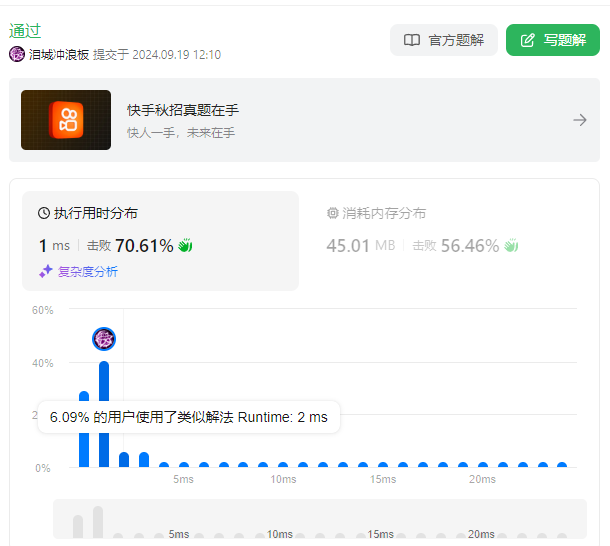 通过
泪城冲浪板 提交于 2024.09.19 12:10
官方题解
写题解
快手秋招真题在手
快人一手，未来在手
执行用时分布
1 ms 击败 70.61%
复杂度分析
消耗内存分布
45.01 MB 击败 56.46%
60%
40%
2
0%
6.09% 的用户使用了类似解法 Runtime: 2 ms
5ms 10ms 15ms 20ms
5ms 10ms 15ms 20ms